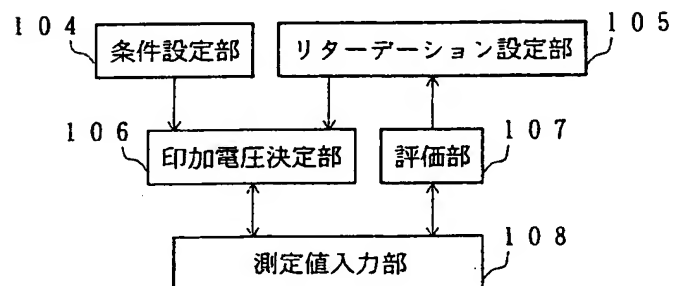 104
条件設定部
リターデーション設定部
105
106
印加電圧決定部
評価部
107
測定値入力部
108